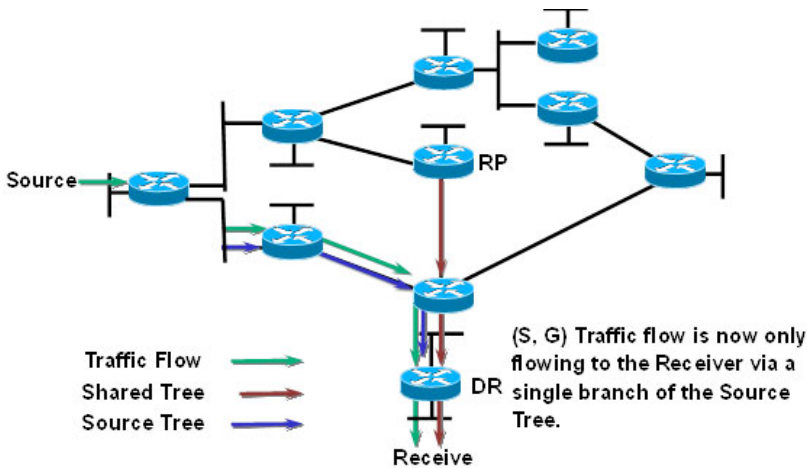 RP
Source
(S, G) Traffic flow is now only
flowing to the Receiver via a
single branch of the Source
Tree.
Traffic Flow
Shared Tree
Source Tree
DR
Receive